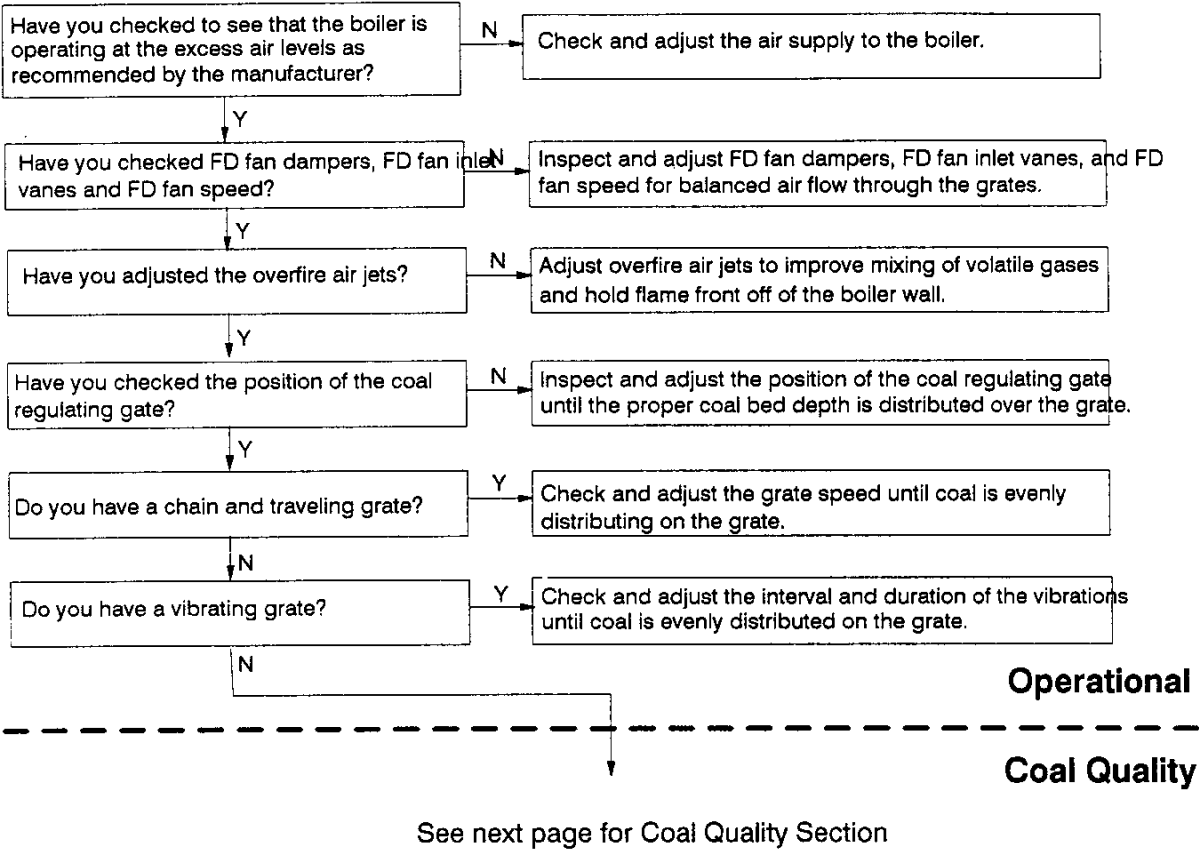 Have you checked to see that the boiler is
operating at the excess air levels as
recommended by the manufacturer?
N
Check and adjust the air supply to the boiler.
Y
Have you checked FD fan dampers, FD fan inlet
vanes and FD fan speed?
N
Inspect and adjust FD fan dampers, FD fan inlet vanes, and FD
fan speed for balanced air flow through the grates.
Y
Have you adjusted the overfire air jets?
N
Adjust overfire air jets to improve mixing of volatile gases
and hold flame front off of the boiler wall.
Y
Have you checked the position of the coal
regulating gate?
N
Inspect and adjust the position of the coal regulating gate
until the proper coal bed depth is distributed over the grate.
Y
Do you have a chain and traveling grate?
Y
Check and adjust the grate speed until coal is evenly
distributing on the grate.
N
Do you have a vibrating grate?
Y
Check and adjust the interval and duration of the vibrations
until coal is evenly distributed on the grate.
N
Operational
Coal Quality
See next page for Coal Quality Section